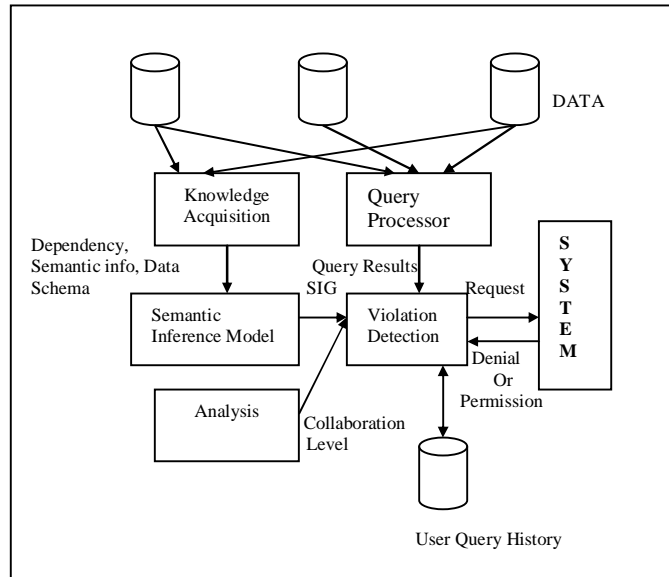 DATA
Knowledge
Acquisition
Query
Processor
Dependency,
Semantic info, Data
Schema
Query Results
SIG
Request
S
Y
S
T
E
M
Semantic
Inference Model
Violation
Detection
Denial
Or
Permission
Analysis
Collaboration
Level
User Query History